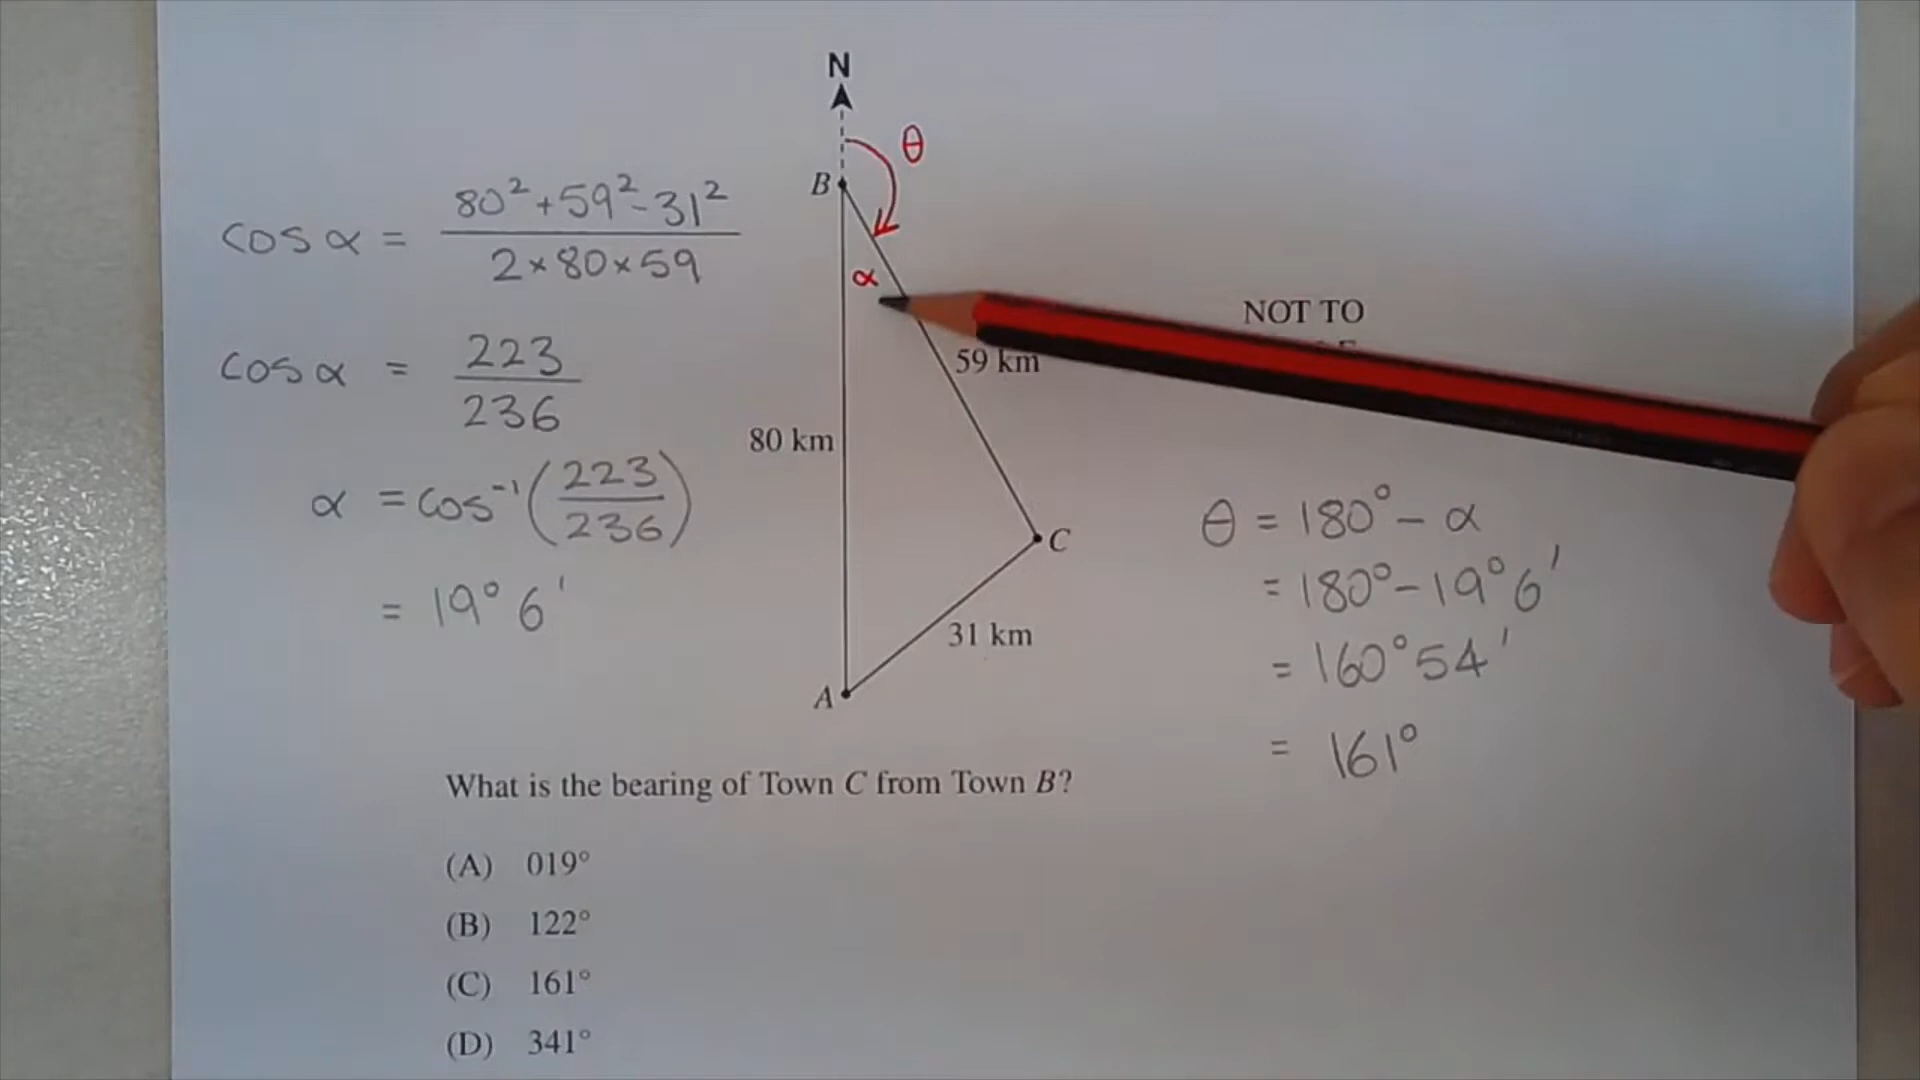 N
θ
B
cos α = 80² + 59² - 31² / 2 × 80 × 59
α
NOT TO
59 km
cos α = 223 / 236
80 km
α = cos⁻¹ (223 / 236)
θ = 180° - α
C
= 180° - 19° 6'
= 19° 6'
31 km
= 160° 54'
A
= 161°
What is the bearing of Town C from Town B?
(A) 019°
(B) 122°
(C) 161°
(D) 341°